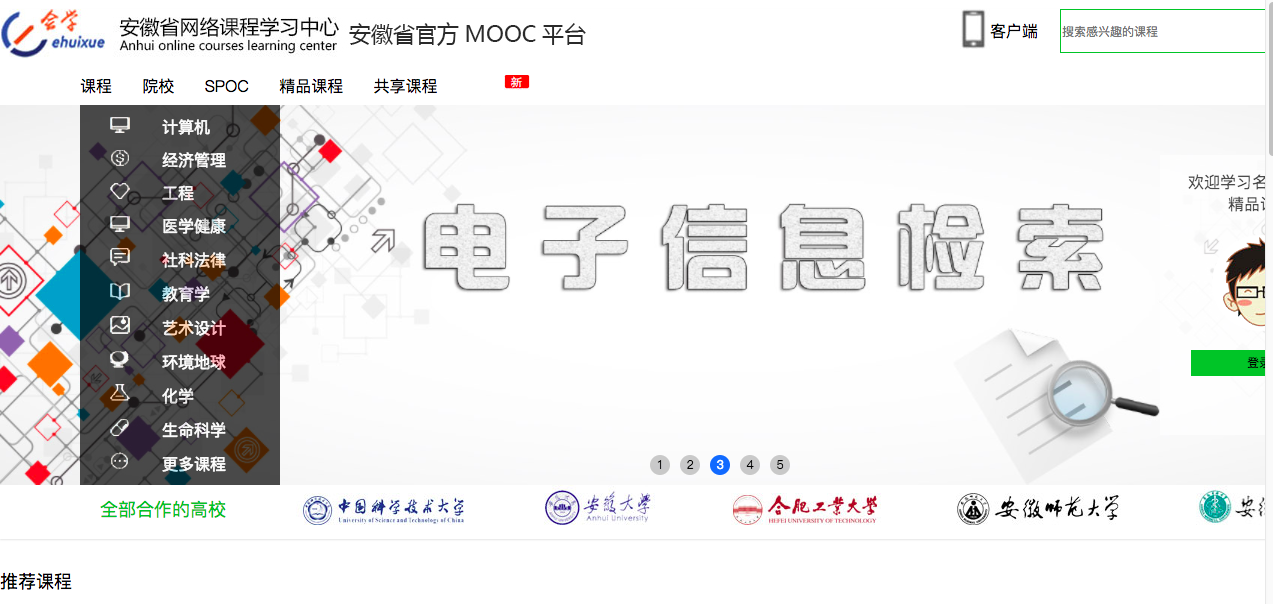 会学
ehuixue
安徽省网络课程学习中心
Anhui online courses learning center
安徽省官方 MOOC 平台
客户端
搜索感兴趣的课程
课程 院校 SPOC 精品课程 共享课程 新
计算机
经济管理
工程
医学健康
社科法律
教育学
艺术设计
环境地球
化学
生命科学
更多课程
电子信息检索
欢迎学习名
精品
登录
1 2 3 4 5
全部合作的高校
中国科学技术大学
University of Science and Technology of China
安徽大学
Anhui University
合肥工业大学
HEFEI UNIVERSITY OF TECHNOLOGY
安徽师范大学
安
推荐课程